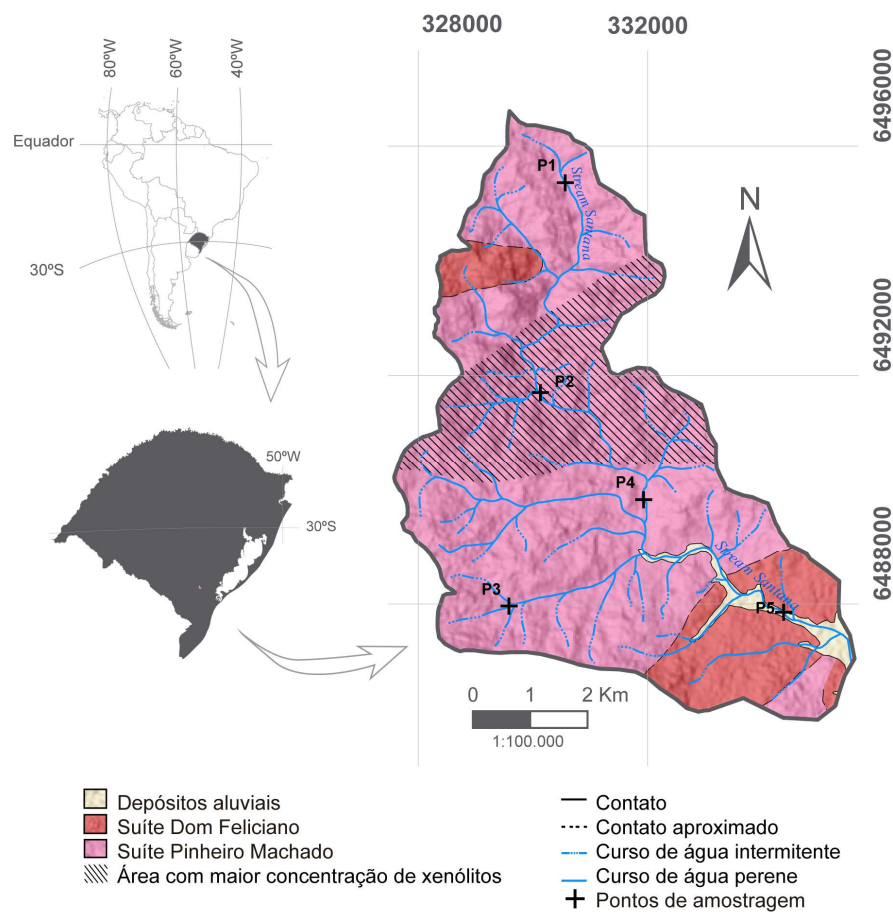 328000
332000
6496000
6492000
6488000
80ºW
60ºW
40ºW
Equador
30ºS
50ºW
30ºS
N
P1
Stream Santana
P2
P4
P3
Stream Santana
P5
0 1 2 Km
1:100.000
Depósitos aluviais
Suíte Dom Feliciano
Suíte Pinheiro Machado
Área com maior concentração de xenólitos
Contato
Contato aproximado
Curso de água intermitente
Curso de água perene
Pontos de amostragem